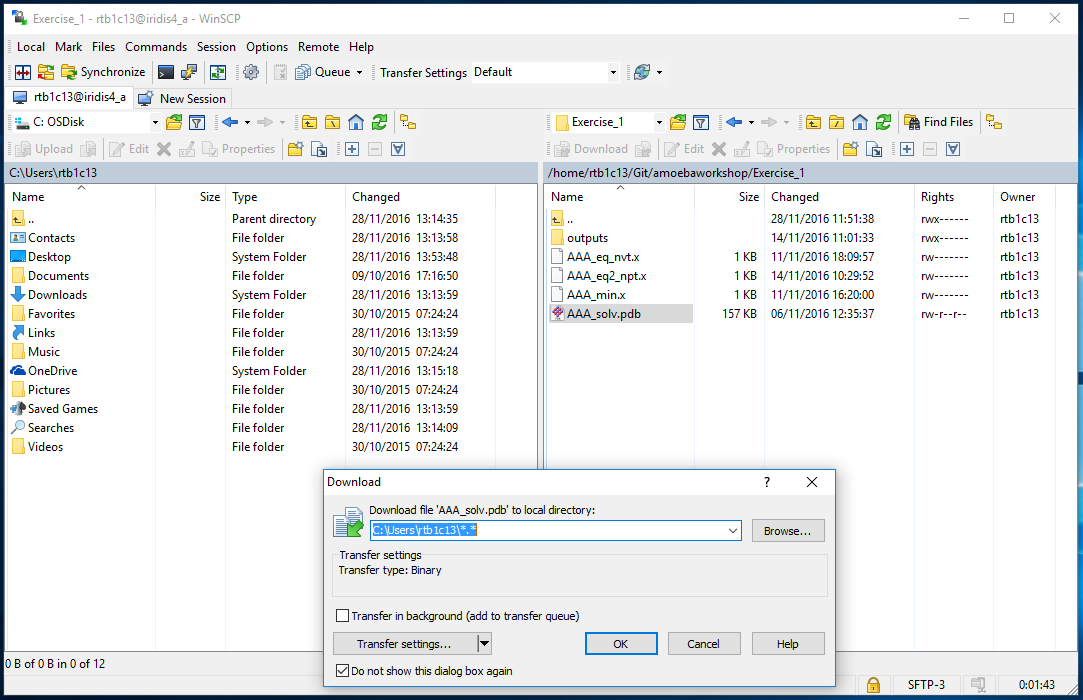 Exercise_1 - rtb1c13@iridis4_a - WinSCP
Local Mark Files Commands Session Options Remote Help
Synchronize Queue Transfer Settings Default
rtb1c13@iridis4_a New Session
C: OSDisk Exercise_1 Find Files
Upload Edit Properties Download Edit Properties
C:\Users\rtb1c13 /home/rtb1c13/Git/amoebaworkshop/Exercise_1
Name Size Type Changed Name Size Changed Rights Owner
.. Parent directory 28/11/2016 13:14:35 .. 28/11/2016 11:51:38 rwx------ rtb1c13
Contacts File folder 28/11/2016 13:13:58 outputs 14/11/2016 11:01:33 rwx------ rtb1c13
Desktop System Folder 28/11/2016 13:53:48 AAA_eq_nvt.x 1 KB 11/11/2016 18:09:57 rw------- rtb1c13
Documents File folder 09/10/2016 17:16:50 AAA_eq2_npt.x 1 KB 14/11/2016 10:29:52 rw------- rtb1c13
Downloads System Folder 28/11/2016 13:13:59 AAA_min.x 1 KB 11/11/2016 16:20:00 rw------- rtb1c13
Favorites File folder 30/10/2015 07:24:24 AAA_solv.pdb 157 KB 06/11/2016 12:35:37 rw-r--r-- rtb1c13
Links File folder 28/11/2016 13:13:59
Music File folder 30/10/2015 07:24:24
OneDrive System Folder 28/11/2016 13:15:18
Pictures File folder 30/10/2015 07:24:24
Saved Games File folder 28/11/2016 13:13:59
Searches File folder 28/11/2016 13:14:09
Videos File folder 30/10/2015 07:24:24
Download ?
Download file 'AAA_solv.pdb' to local directory:
C:\Users\rtb1c13\*.*
Browse...
Transfer settings
Transfer type: Binary
Transfer in background (add to transfer queue)
Transfer settings... OK Cancel Help
Do not show this dialog box again
0 B of 0 B in 0 of 12
SFTP-3 0:01:43